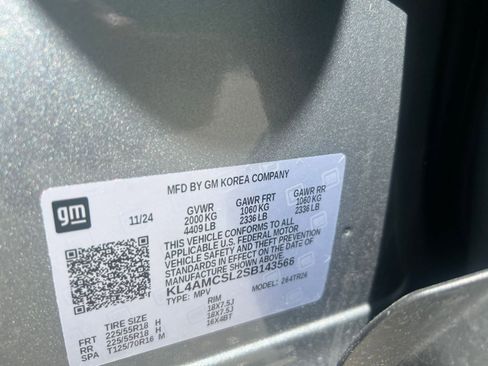 MFD BY GM KOREA COMPANY
gm
11/24 GVWR GAWR FRT GAWR RR
2000 KG 1060 KG 1060 KG
4409 LB 2336 LB 2336 LB
THIS VEHICLE CONFORMS TO ALL
APPLICABLE U.S. FEDERAL MOTOR
VEHICLE SAFETY AND THEFT PREVENTION
STANDARDS IN EFFECT ON THE DATE OF
MANUFACTURE SHOWN ABOVE.
KL4AMCSL2SB143566
TYPE: MPV MODEL: 264TR26
TIRE SIZE RIM
FRT 225/55R18 H 18X7.5J
RR 225/55R18 H 18X7.5J
SPA T125/70R16 M 16X4BT